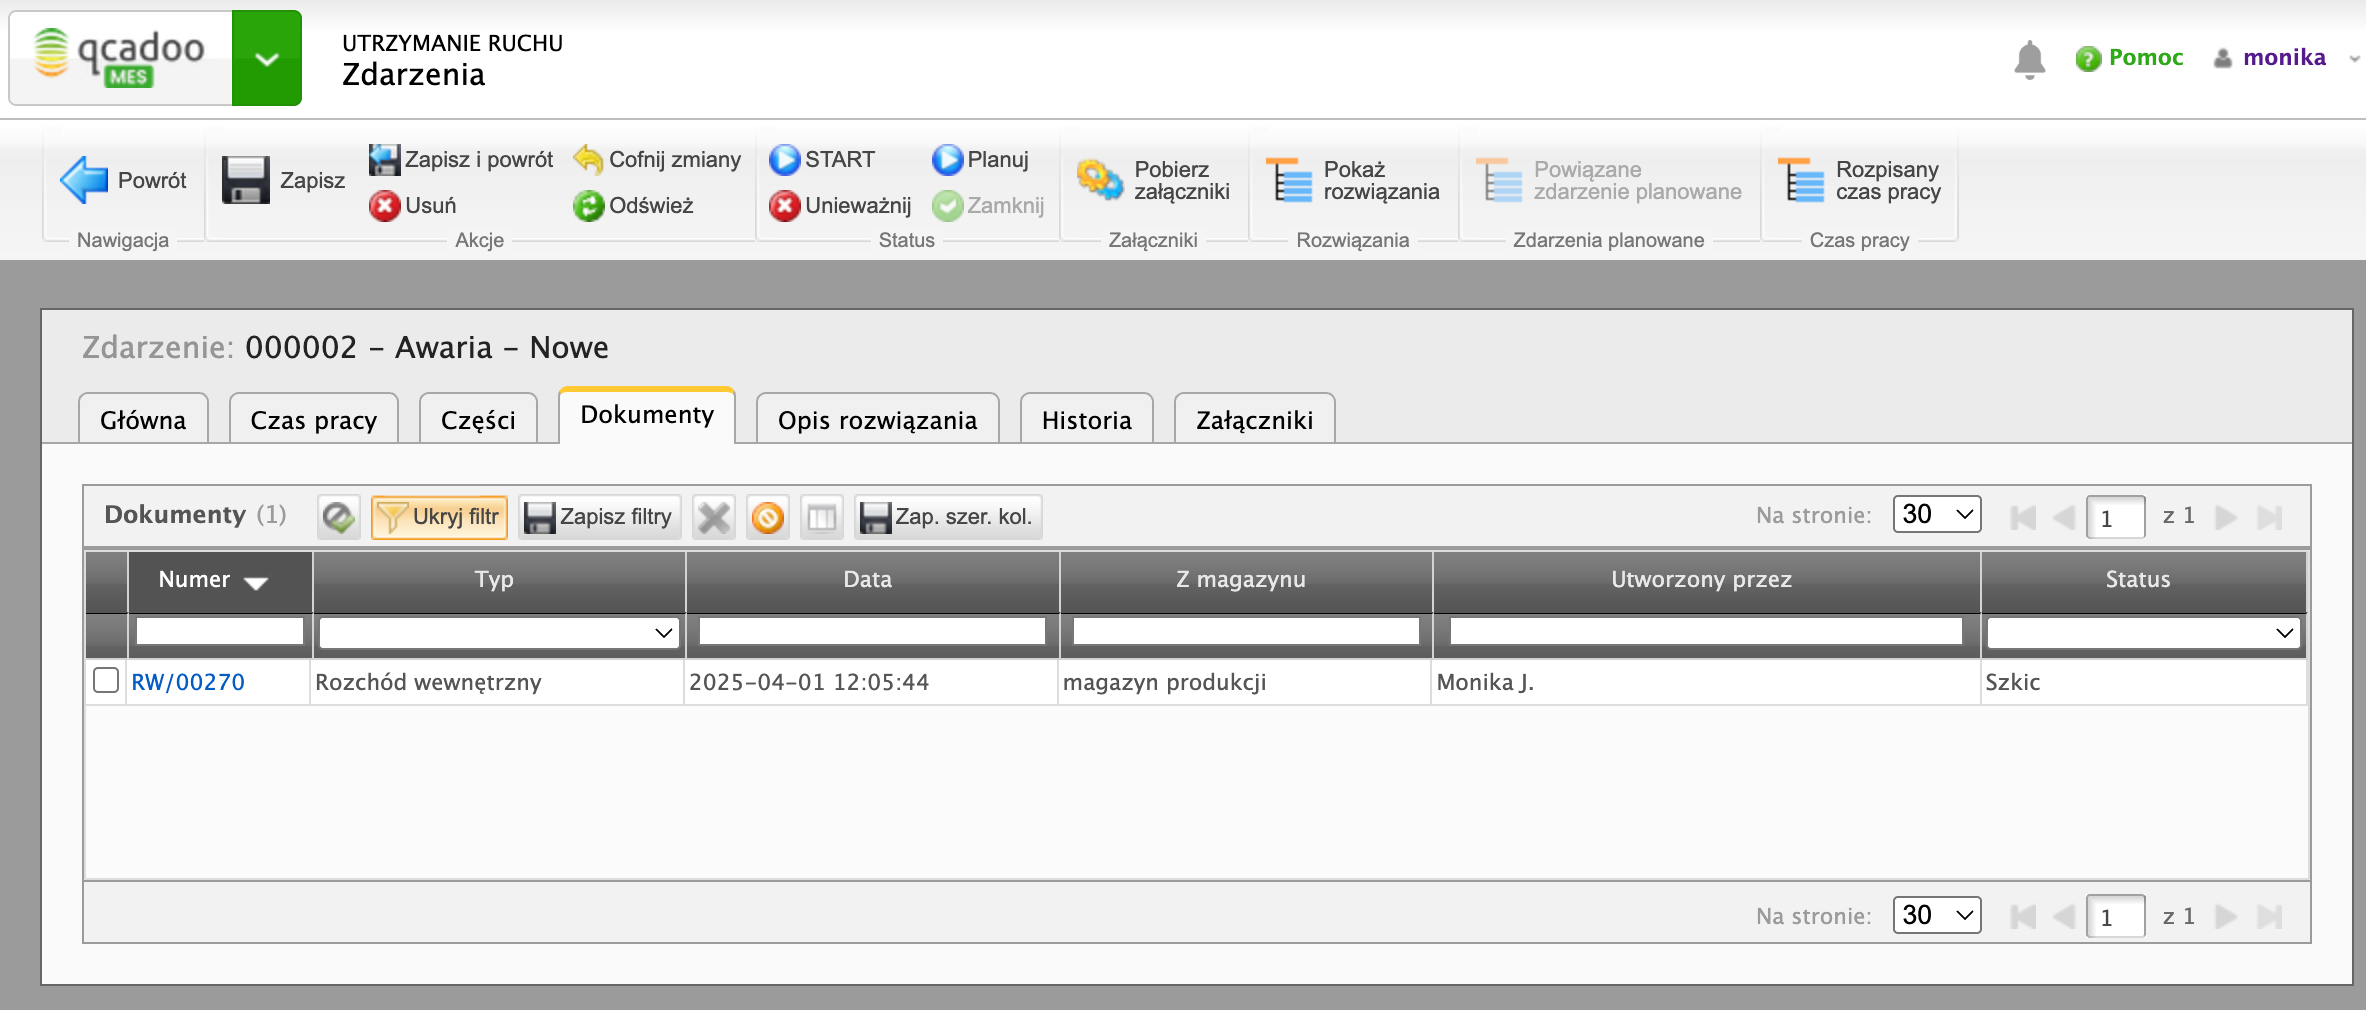 qcadoo
MES
UTRZYMANIE RUCHU
Zdarzenia
Pomoc
monika
Powrót
Nawigacja
Zapisz
Zapisz i powrót
Cofnij zmiany
Usuń
Odśwież
Akcje
START
Planuj
Unieważnij
Zamknij
Status
Pobierz
załączniki
Załączniki
Pokaż
rozwiązania
Rozwiązania
Powiązane
zdarzenie planowane
Zdarzenia planowane
Rozpisany
czas pracy
Czas pracy
Zdarzenie: 000002 - Awaria - Nowe
Główna
Czas pracy
Części
Dokumenty
Opis rozwiązania
Historia
Załączniki
Dokumenty (1)
Ukryj filtr
Zapisz filtry
Zap. szer. kol.
Na stronie: 30 1 z 1
Numer Typ Data Z magazynu Utworzony przez Status
RW/00270 Rozchód wewnętrzny 2025-04-01 12:05:44 magazyn produkcji Monika J. Szkic
Na stronie: 30 1 z 1